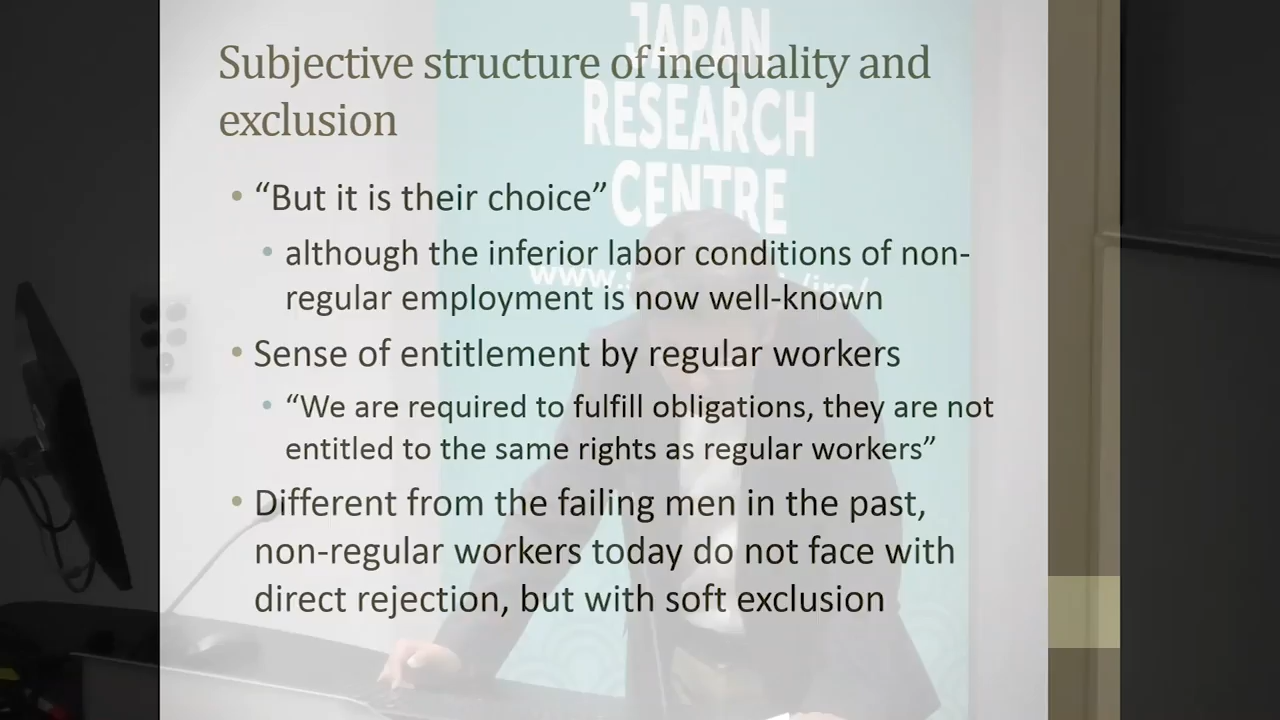 JAPAN
RESEARCH
CENTRE
www.
Subjective structure of inequality and
exclusion
• “But it is their choice”
• although the inferior labor conditions of non-
regular employment is now well-known
• Sense of entitlement by regular workers
• “We are required to fulfill obligations, they are not
entitled to the same rights as regular workers”
• Different from the failing men in the past,
non-regular workers today do not face with
direct rejection, but with soft exclusion